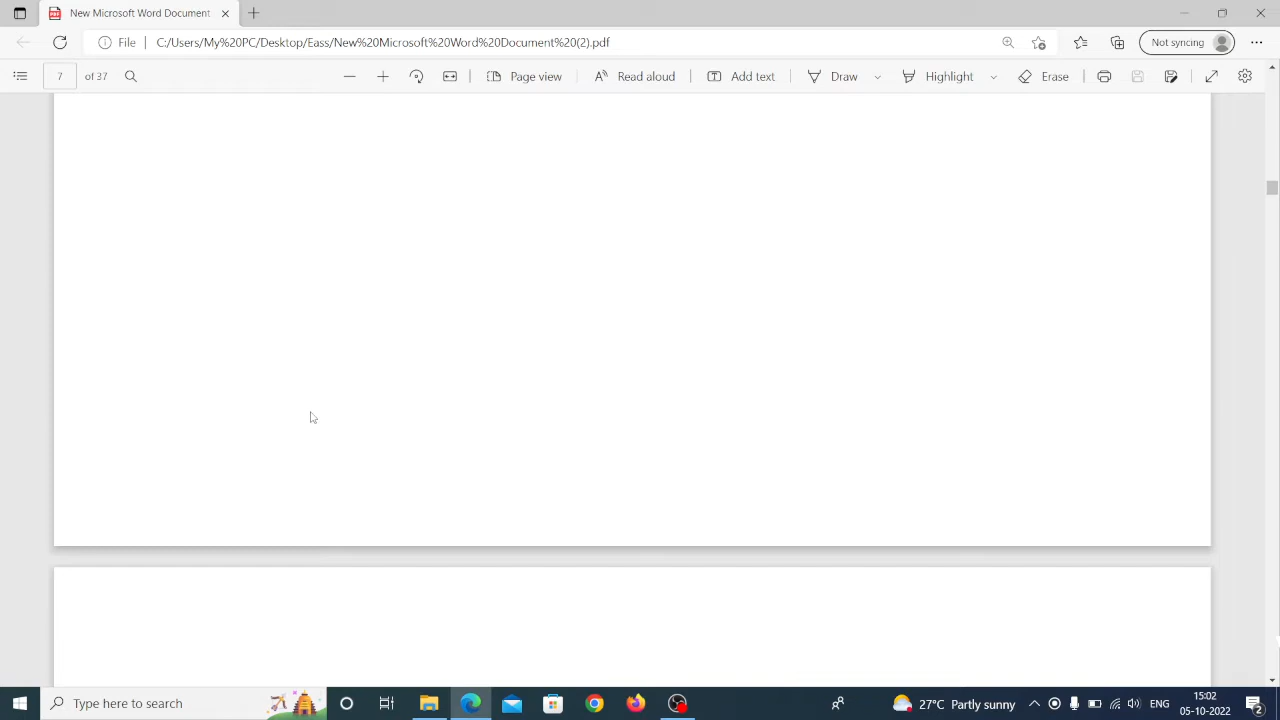 New Microsoft Word Document
File
C:/Users/My%20PC/Desktop/Eass/New%20Microsoft%20Word%20Document%20(2).pdf
Not syncing
7 of 37
Page view
Read aloud
Add text
Draw
Highlight
Erase
Type here to search
27°C Partly sunny
ENG
15:02
05-10-2022
2